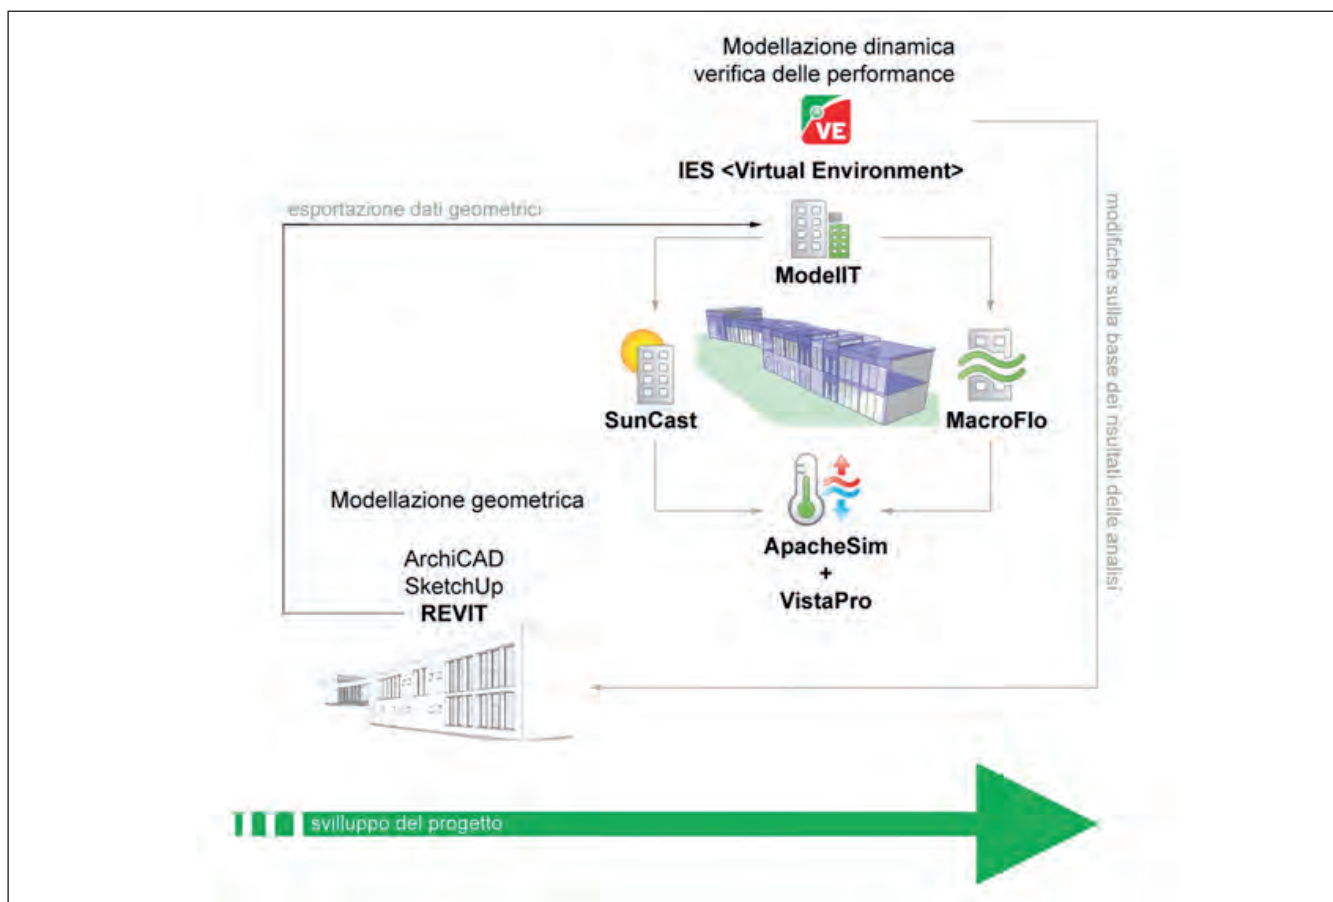 Modellazione dinamica
verifica delle performance
VE
IES <Virtual Environment>
esportazione dati geometrici
ModelIT
SunCast
MacroFlo
modifiche sulla base dei risultati delle analisi
Modellazione geometrica
ArchiCAD
SketchUp
REVIT
ApacheSim
+
VistaPro
sviluppo del progetto